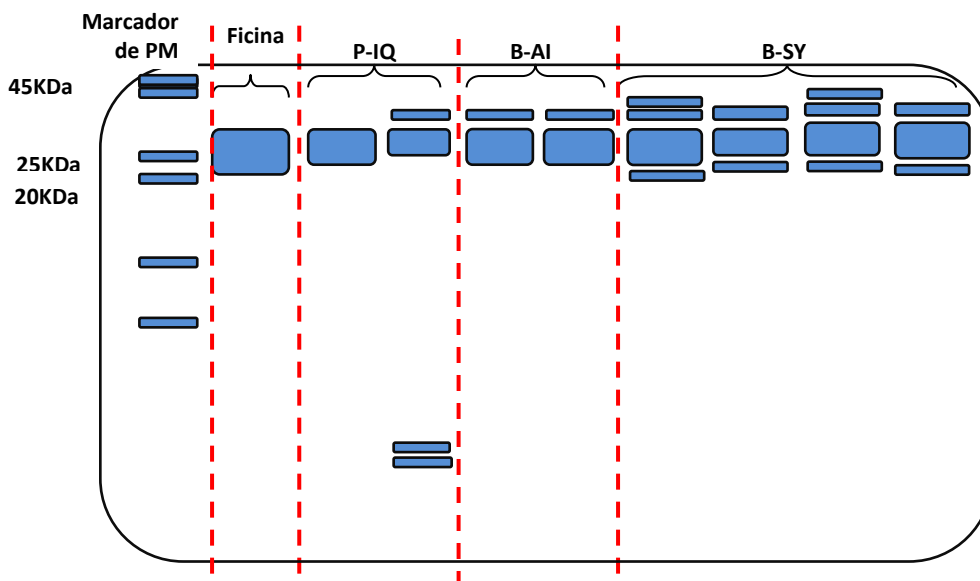 Marcador
de PM
Ficina
P-IQ
B-AI
B-SY
45KDa
25KDa
20KDa